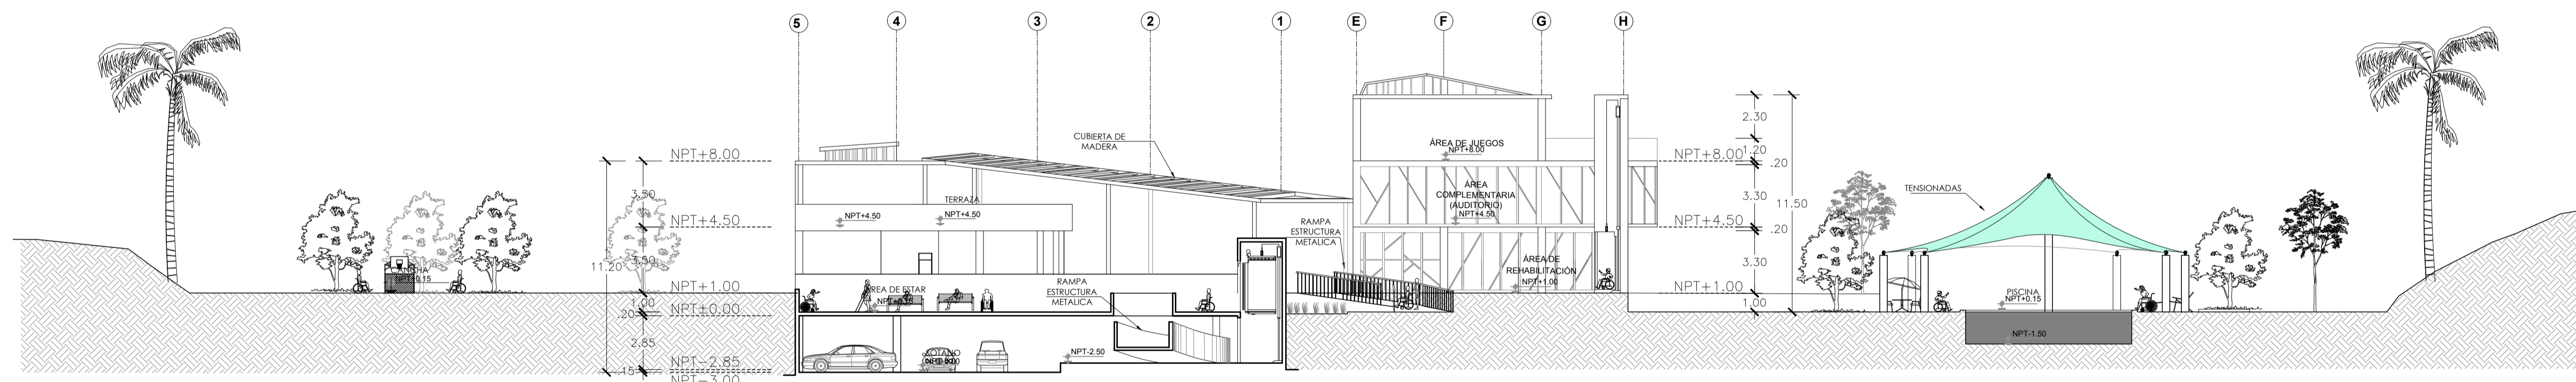 5
4
3
2
1
E
F
G
H
NPT+8.00
3.50
NPT+4.50
3.50
11.20
NPT+1.00
1.00
NPT±0.00
.20
2.85
NPT-2.85
.15
NPT-3.00
CANCHA
NPT+0.15
CUBIERTA DE
MADERA
TERRAZA
NPT+4.50
NPT+4.50
ÁREA DE ESTAR
RAMPA
ESTRUCTURA
METALICA
SOTANO
NPT-2.50
RAMPA
ESTRUCTURA
METALICA
ÁREA DE JUEGOS
NPT+8.00
ÁREA
COMPLEMENTARIA
(AUDITORIO)
NPT+4.50
ÁREA DE
REHABILITACIÓN
NPT+1.00
2.30
1.20
NPT+8.00
.20
3.30
11.50
NPT+4.50
.20
3.30
NPT+1.00
1.00
TENSIONADAS
PISCINA
NPT+0.15
NPT-1.50